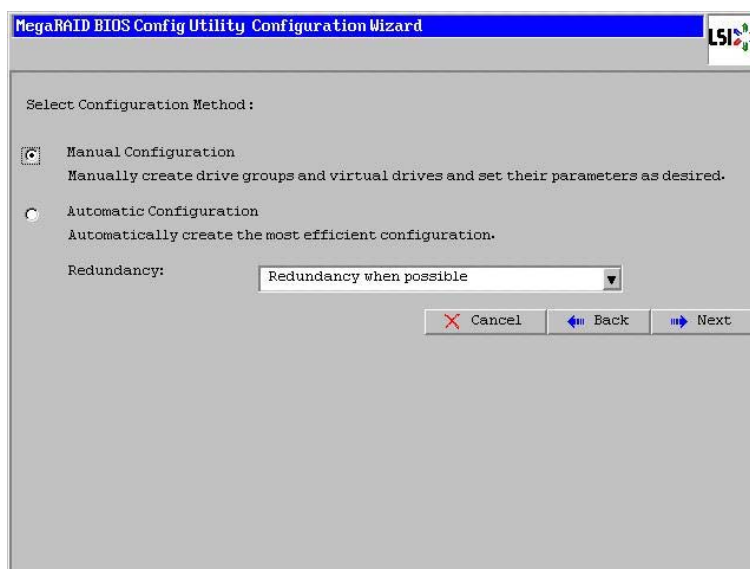 MegaRAID BIOS Config Utility Configuration Wizard
LSI
Select Configuration Method:
Manual Configuration
Manually create drive groups and virtual drives and set their parameters as desired.
Automatic Configuration
Automatically create the most efficient configuration.
Redundancy: Redundancy when possible
Cancel Back Next